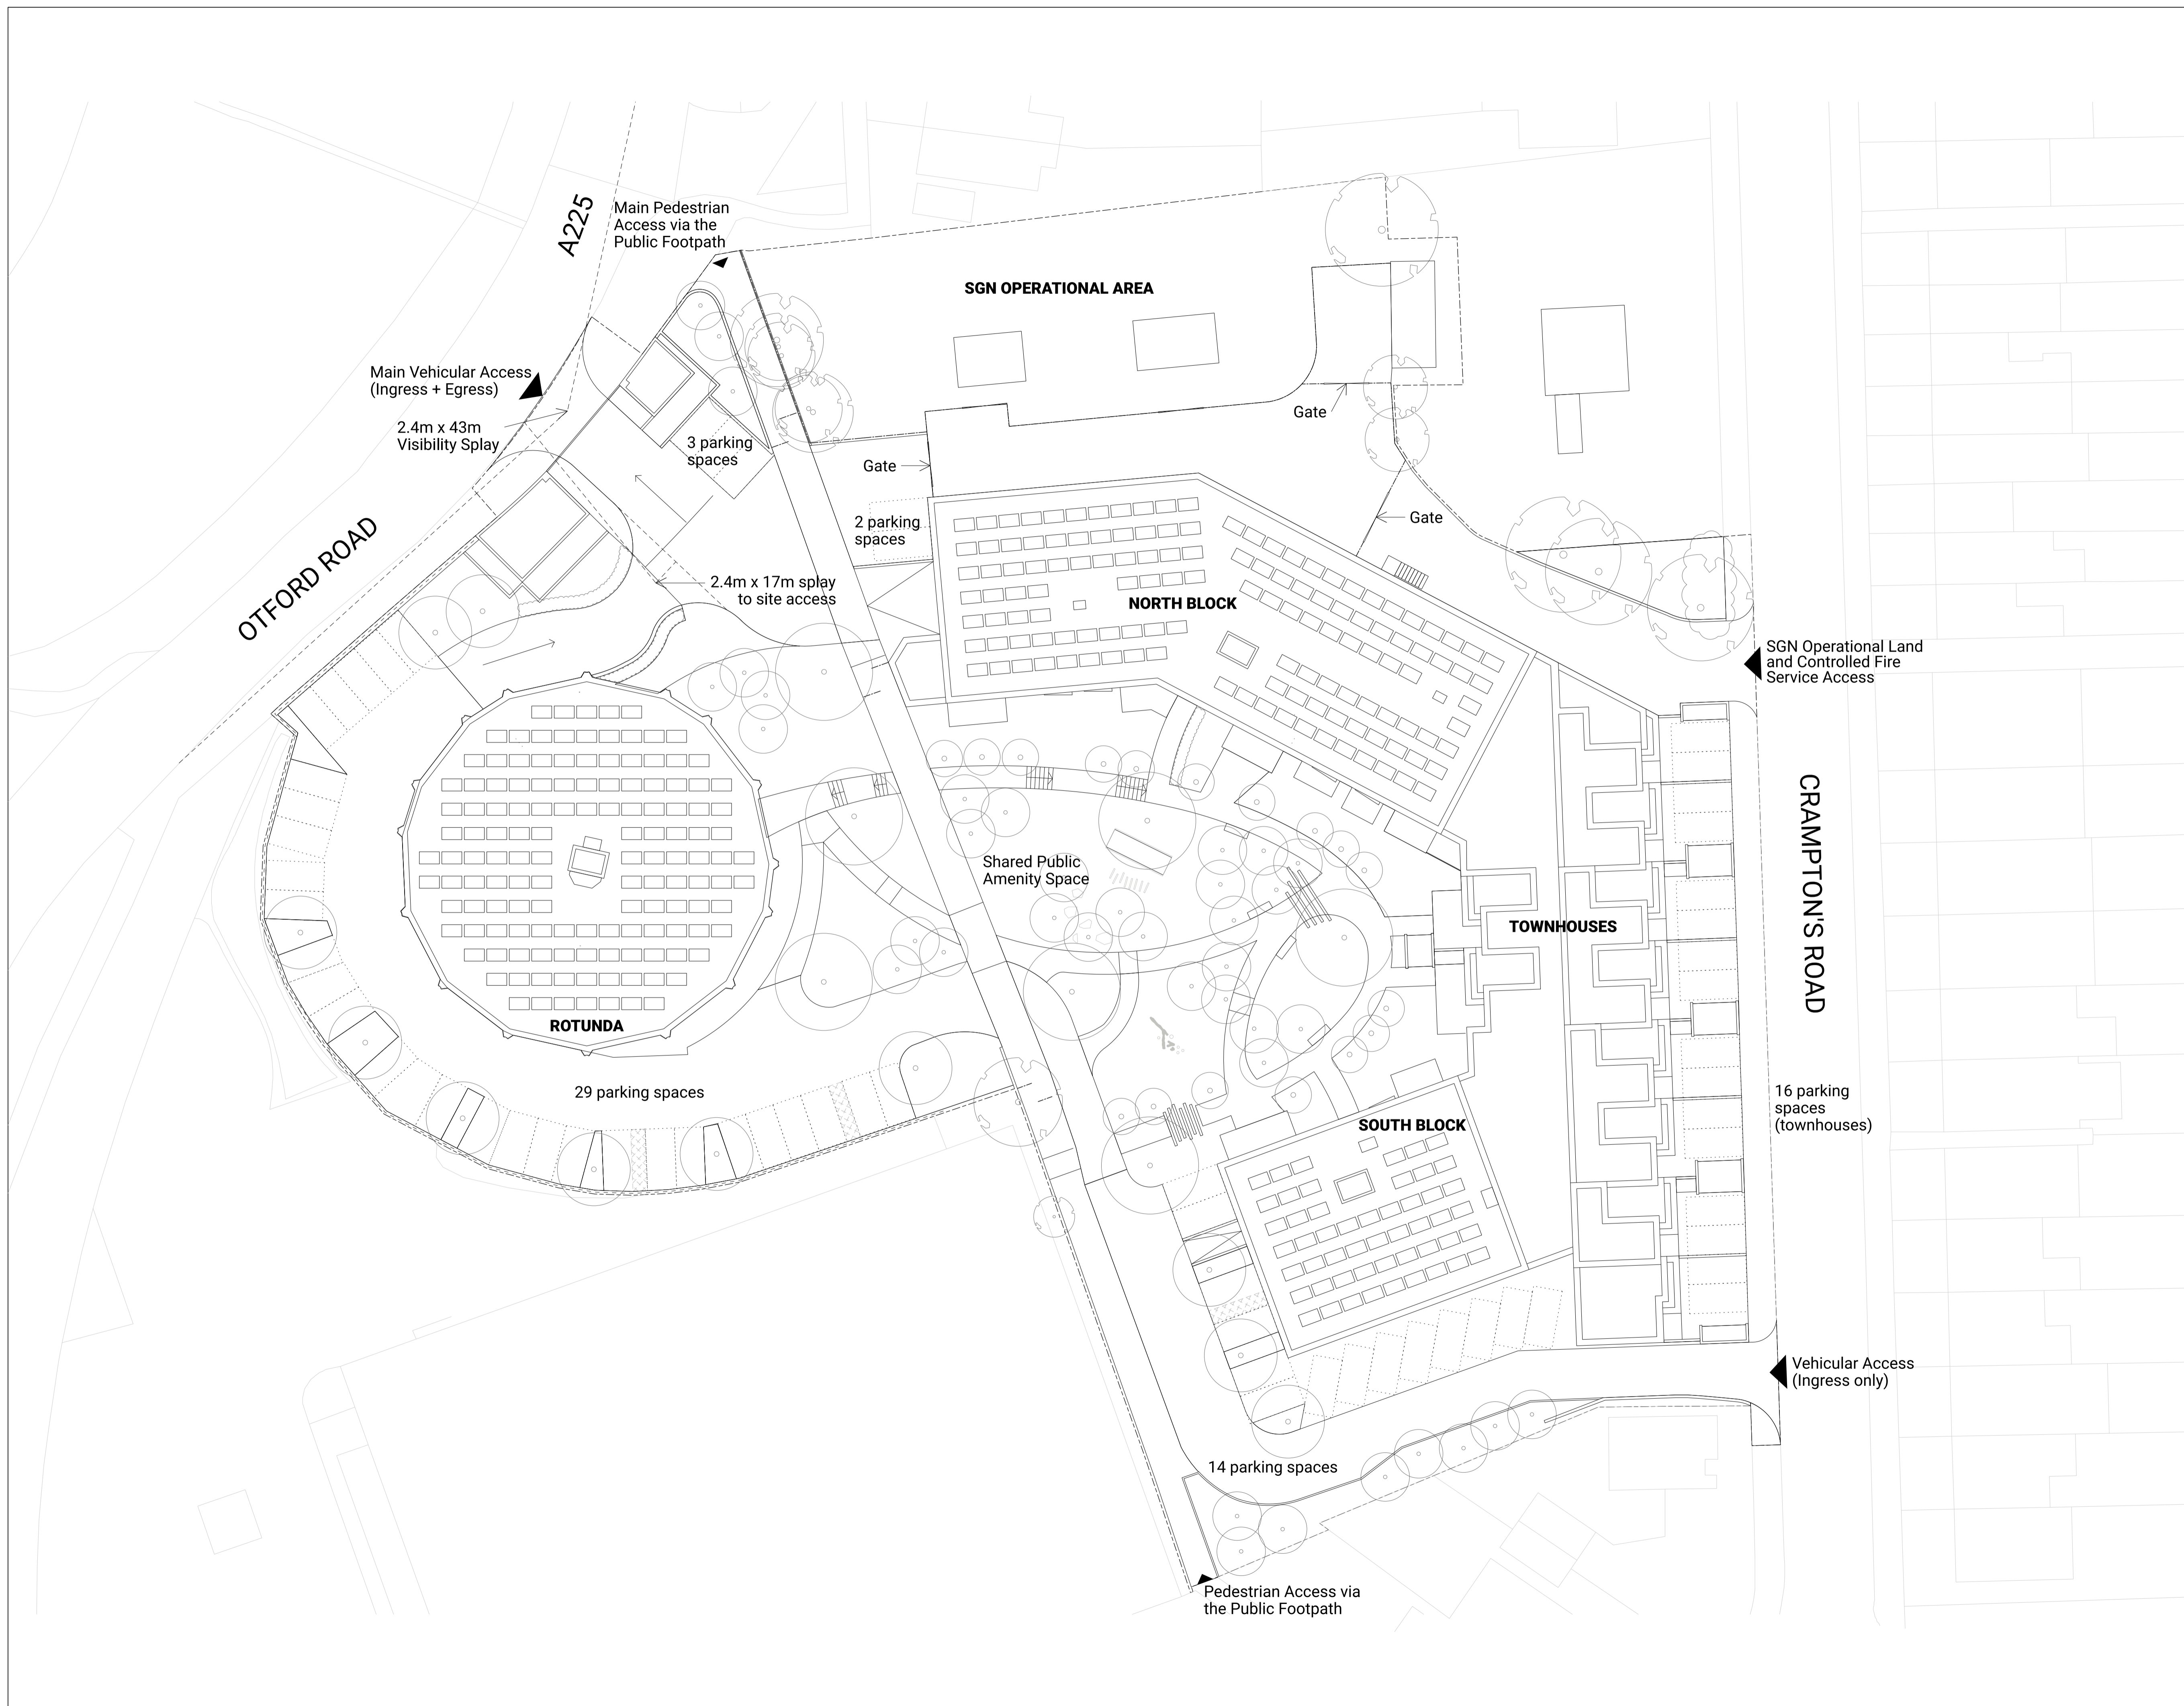 A225
Main Pedestrian
Access via the
Public Footpath
SGN OPERATIONAL AREA
Main Vehicular Access
(Ingress + Egress)
2.4m x 43m
Visibility Splay
3 parking
spaces
Gate
Gate
Gate
2 parking
spaces
OTFORD ROAD
2.4m x 17m splay
to site access
NORTH BLOCK
SGN Operational Land
and Controlled Fire
Service Access
CRAMPTON'S ROAD
Shared Public
Amenity Space
TOWNHOUSES
ROTUNDA
29 parking spaces
16 parking
spaces
(townhouses)
SOUTH BLOCK
Vehicular Access
(Ingress only)
14 parking spaces
Pedestrian Access via
the Public Footpath